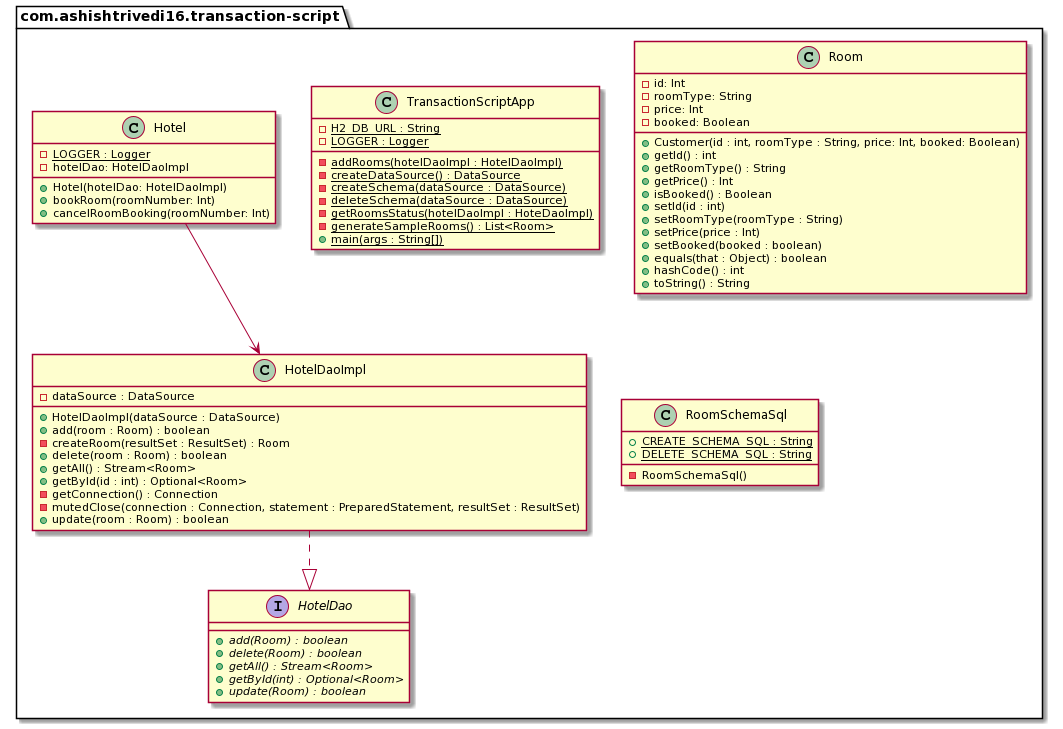 com.ashishtrivedi16.transaction-script
C Hotel
LOGGER : Logger
hotelDao: HotelDaoImpl
Hotel(hotelDao: HotelDaoImpl)
bookRoom(roomNumber: Int)
cancelRoomBooking(roomNumber: Int)
C TransactionScriptApp
H2_DB_URL : String
LOGGER : Logger
addRooms(hotelDaoImpl : HotelDaoImpl)
createDataSource() : DataSource
createSchema(dataSource : DataSource)
deleteSchema(dataSource : DataSource)
getRoomsStatus(hotelDaoImpl : HoteDaoImpl)
generateSampleRooms() : List<Room>
main(args : String[])
C Room
id: Int
roomType: String
price: Int
booked: Boolean
Customer(id : int, roomType : String, price: Int, booked: Boolean)
getId() : int
getRoomType() : String
getPrice() : Int
isBooked() : Boolean
setId(id : int)
setRoomType(roomType : String)
setPrice(price : Int)
setBooked(booked : boolean)
equals(that : Object) : boolean
hashCode() : int
toString() : String
C HotelDaoImpl
dataSource : DataSource
HotelDaoImpl(dataSource : DataSource)
add(room : Room) : boolean
createRoom(resultSet : ResultSet) : Room
delete(room : Room) : boolean
getAll() : Stream<Room>
getById(id : int) : Optional<Room>
getConnection() : Connection
mutedClose(connection : Connection, statement : PreparedStatement, resultSet : ResultSet)
update(room : Room) : boolean
C RoomSchemaSql
CREATE_SCHEMA_SQL : String
DELETE_SCHEMA_SQL : String
RoomSchemaSql()
I HotelDao
add(Room) : boolean
delete(Room) : boolean
getAll() : Stream<Room>
getById(int) : Optional<Room>
update(Room) : boolean